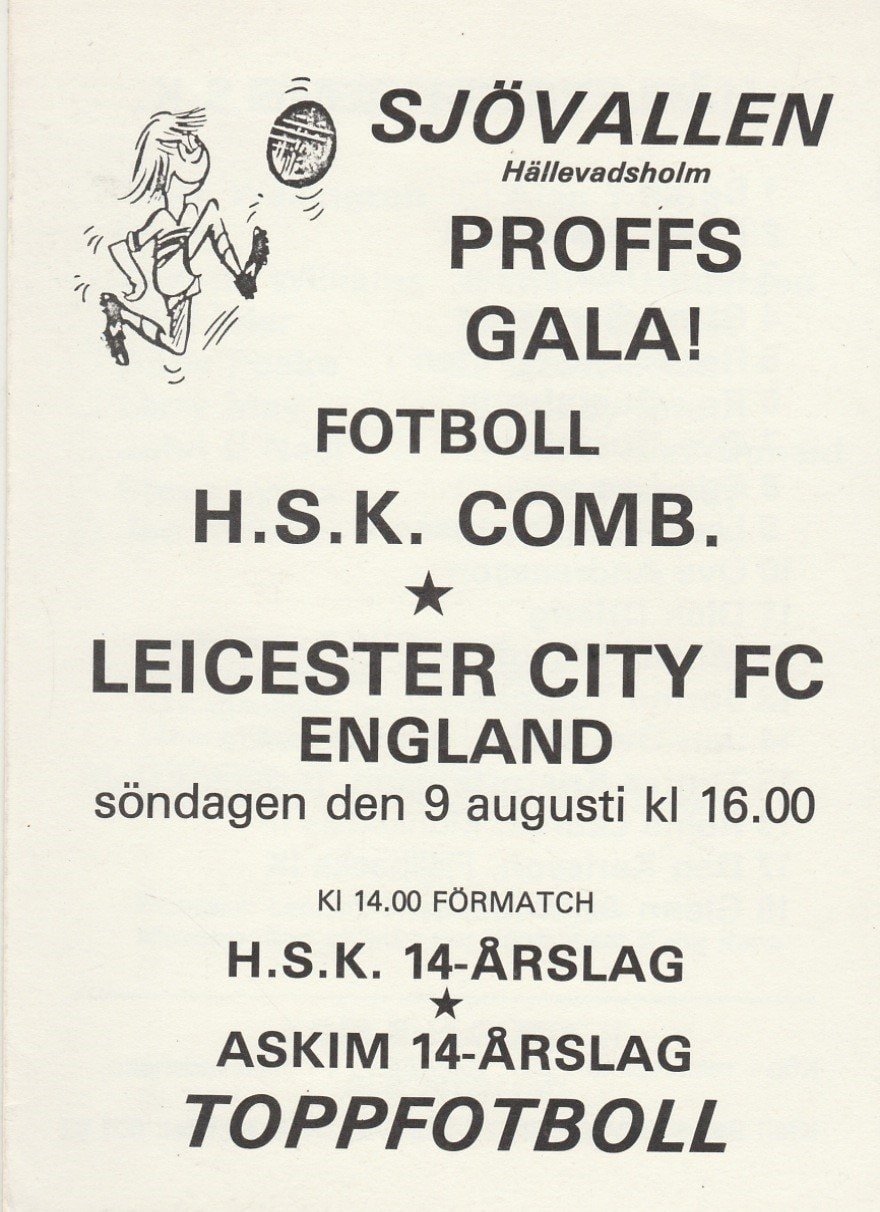 SJÖVALLEN
Hällevadsholm
PROFFS
GALA!
FOTBOLL
H.S.K. COMB.
★
LEICESTER CITY FC
ENGLAND
söndagen den 9 augusti kl 16.00
Kl 14.00 FÖRMATCH
H.S.K. 14-ÅRSLAG
★
ASKIM 14-ÅRSLAG
TOPPFOTBOLL